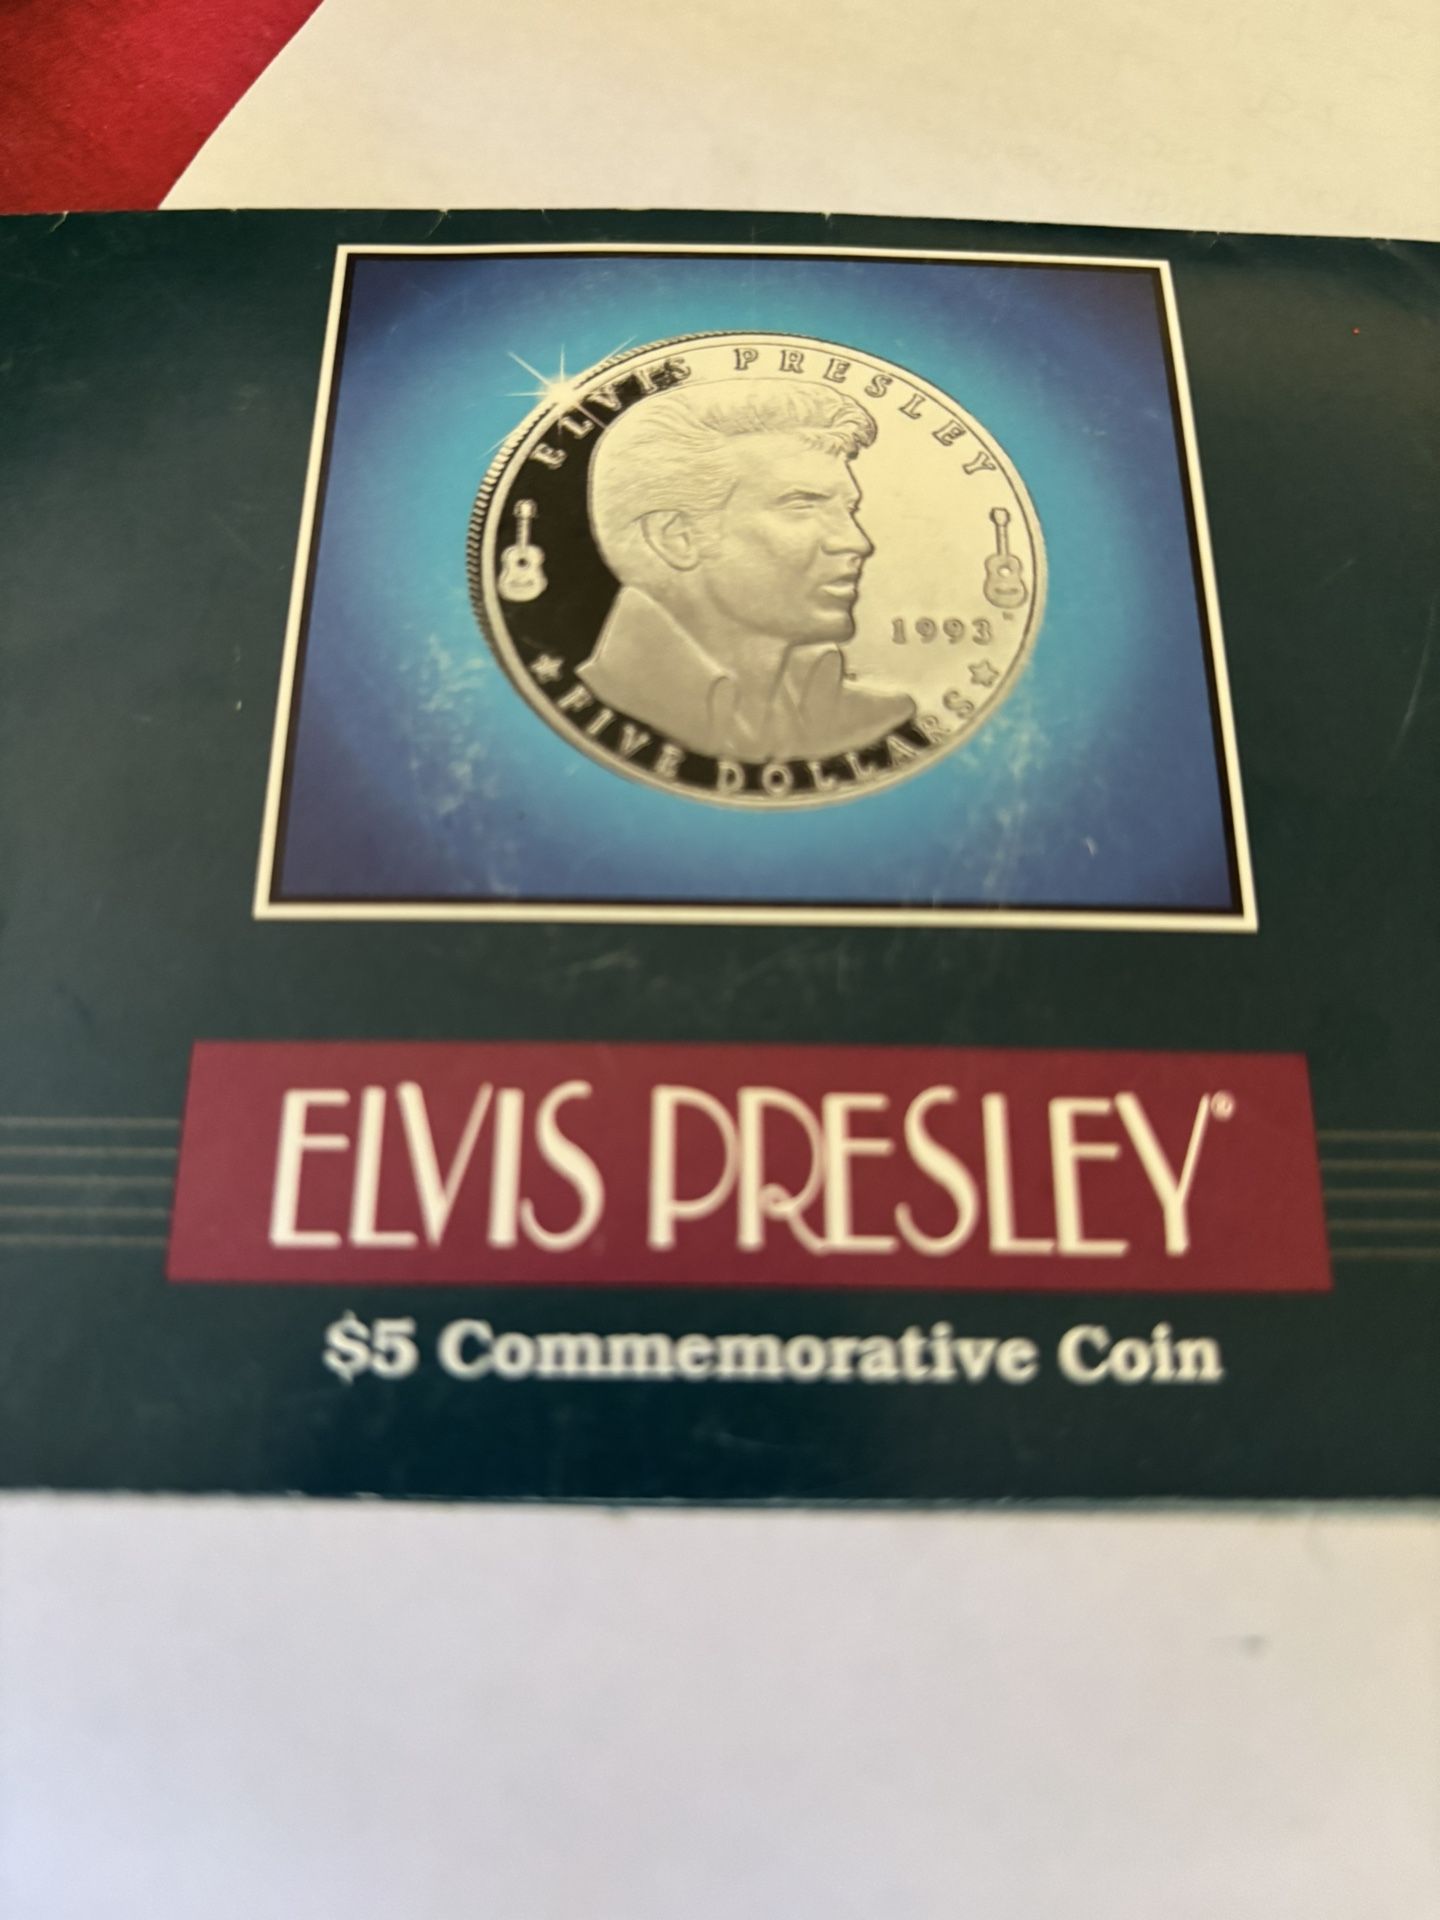 ELVIS PRESLEY
1993
FIVE DOLLARS
ELVIS PRESLEY®
$5 Commemorative Coin